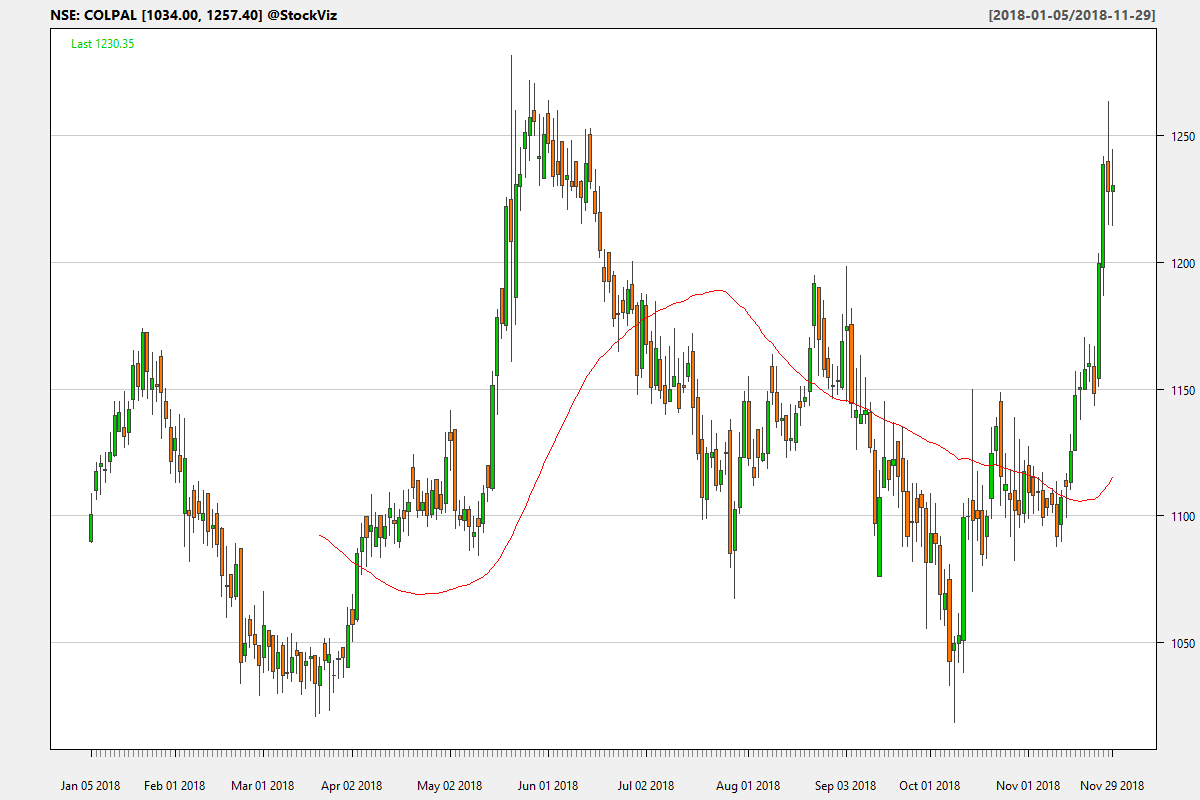 NSE: COLPAL [1034.00, 1257.40] @StockViz [2018-01-05/2018-11-29]
Last 1230.35
1250
1200
1150
1100
1050
Jan 05 2018 Feb 01 2018 Mar 01 2018 Apr 02 2018 May 02 2018 Jun 01 2018 Jul 02 2018 Aug 01 2018 Sep 03 2018 Oct 01 2018 Nov 01 2018 Nov 29 2018